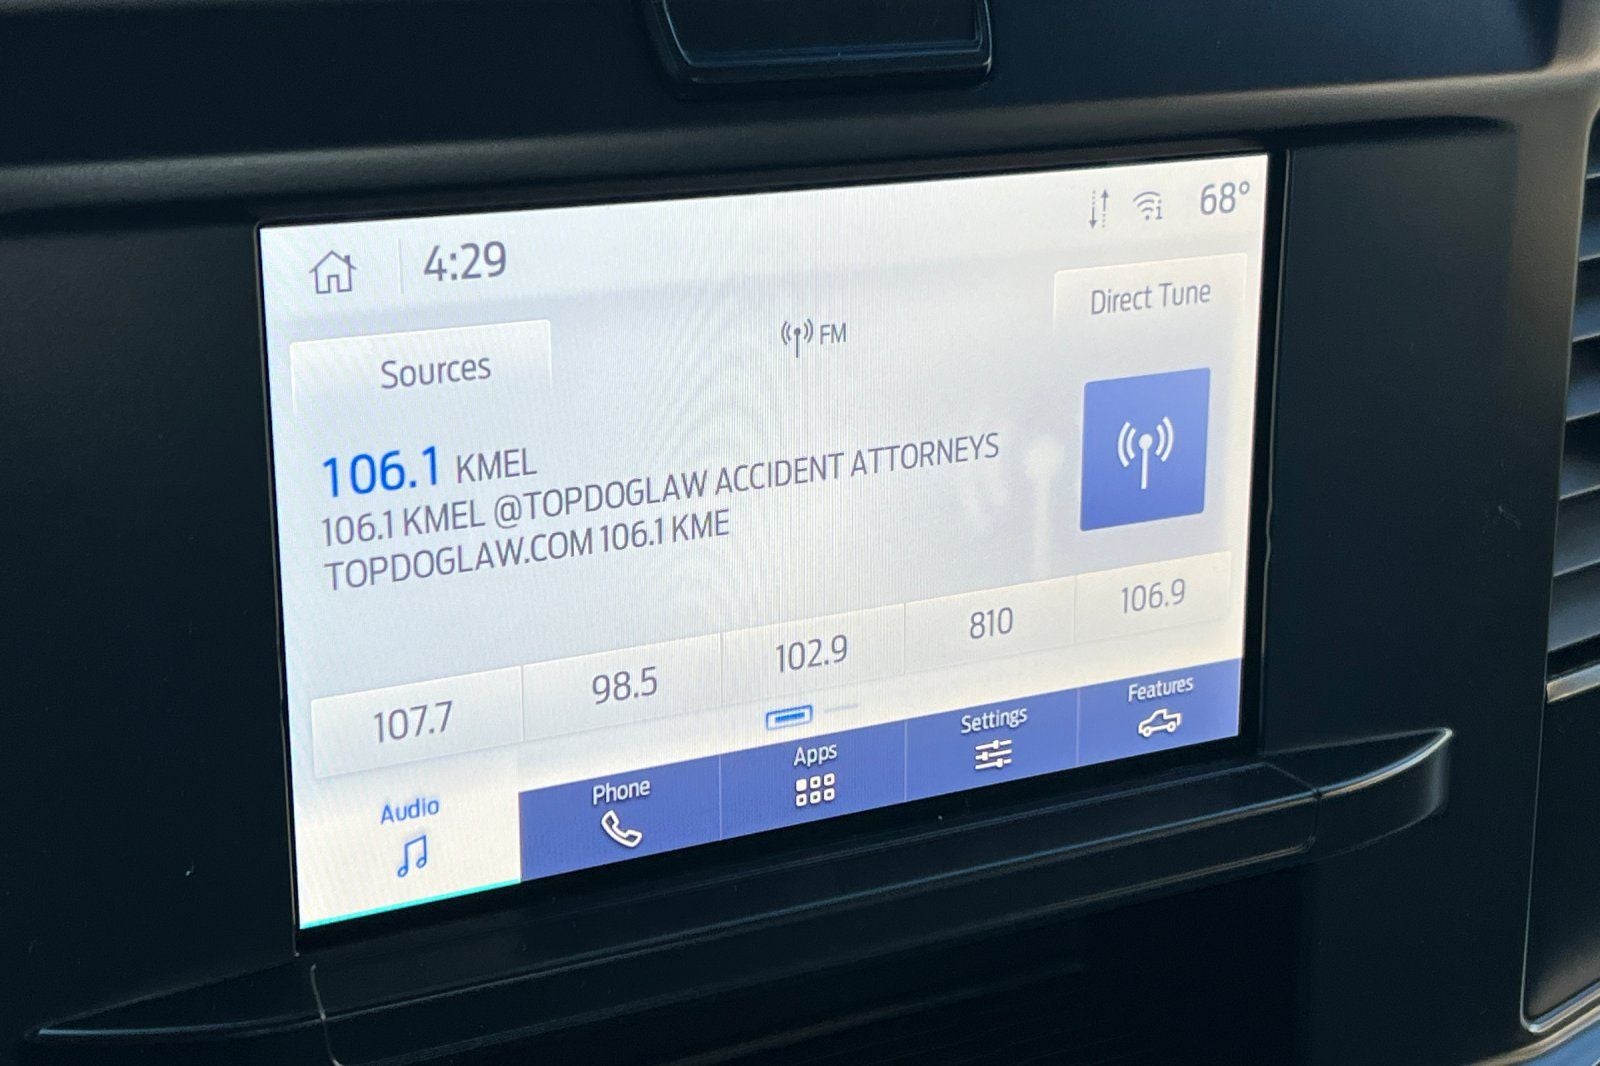 4:29
68°
Direct Tune
FM
Sources
106.1 KMEL
106.1 KMEL @TOPDOGLAW ACCIDENT ATTORNEYS
TOPDOGLAW.COM 106.1 KME
107.7
98.5
102.9
810
106.9
Audio
Phone
Apps
Settings
Features